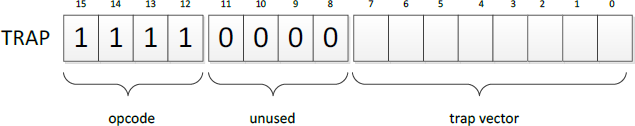 15 14 13 12 11 10 9 8 7 6 5 4 3 2 1 0
TRAP 1 1 1 1 0 0 0 0
opcode unused trap vector